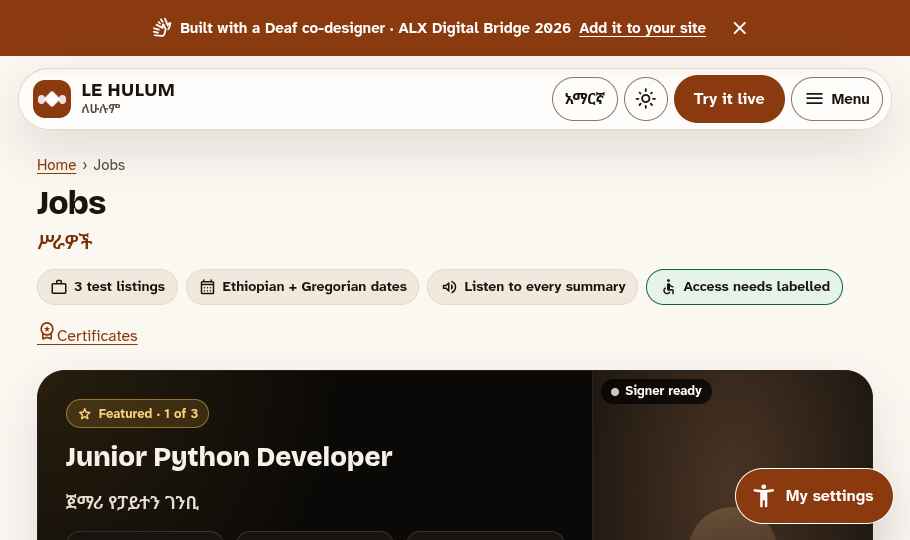 Built with a Deaf co-designer · ALX Digital Bridge 2026 Add it to your site
LE HULUM
ለሁሉም
አማርኛ
Try it live
Menu
Home › Jobs
Jobs
ሥራዎች
3 test listings
Ethiopian + Gregorian dates
Listen to every summary
Access needs labelled
Certificates
Featured · 1 of 3
Signer ready
Junior Python Developer
ጀማሪ የፓይተን ገንቢ
My settings